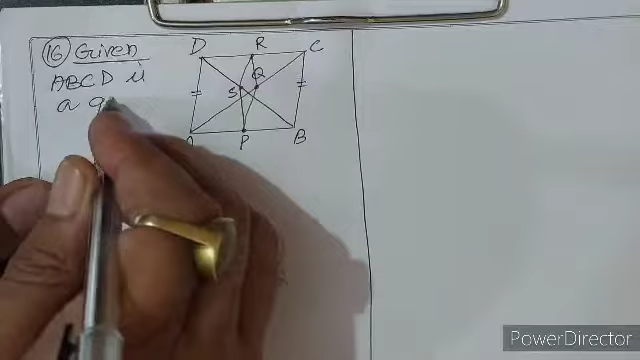 16 Given
ABCD is
a q
D R C
Q
S
A P B
PowerDirector